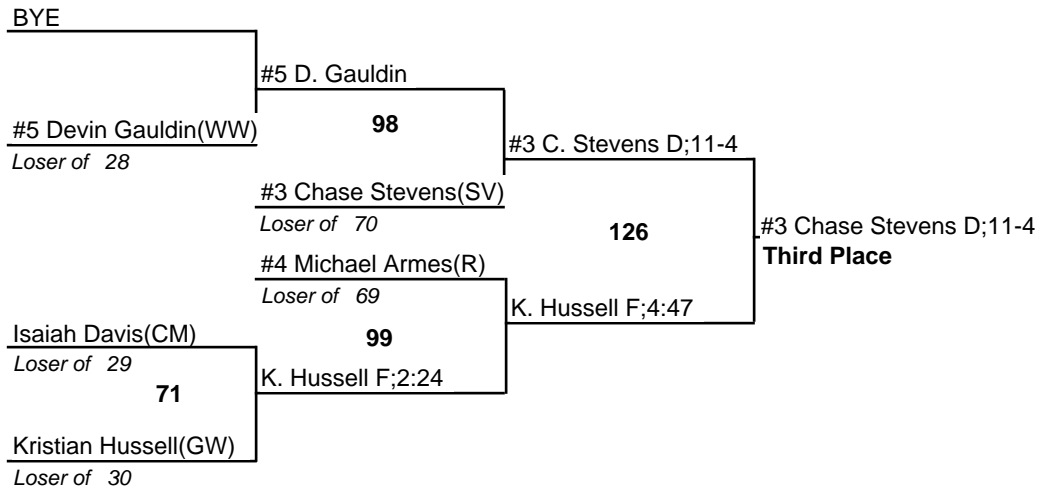 BYE
#5 D. Gauldin
98
#5 Devin Gauldin(WW)
Loser of 28
#3 C. Stevens D;11-4
#3 Chase Stevens(SV)
Loser of 70
126
#3 Chase Stevens D;11-4
Third Place
#4 Michael Armes(R)
Loser of 69
K. Hussell F;4:47
Isaiah Davis(CM)
99
Loser of 29
K. Hussell F;2:24
71
Kristian Hussell(GW)
Loser of 30